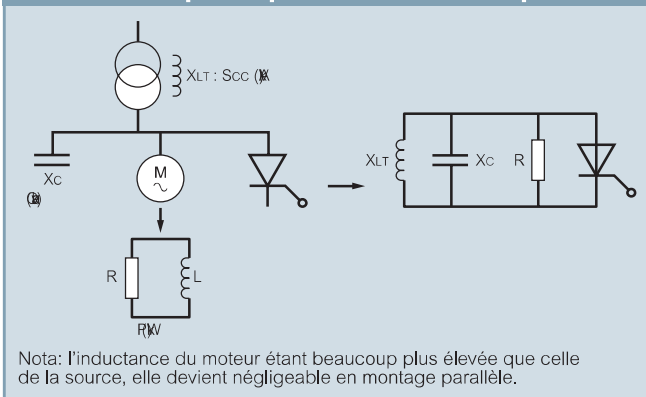 XLT : SCC
XC
M
R
L
XLT
XC
R
Nota: l'inductance du moteur étant beaucoup plus élevée que celle
de la source, elle devient négligeable en montage parallèle.